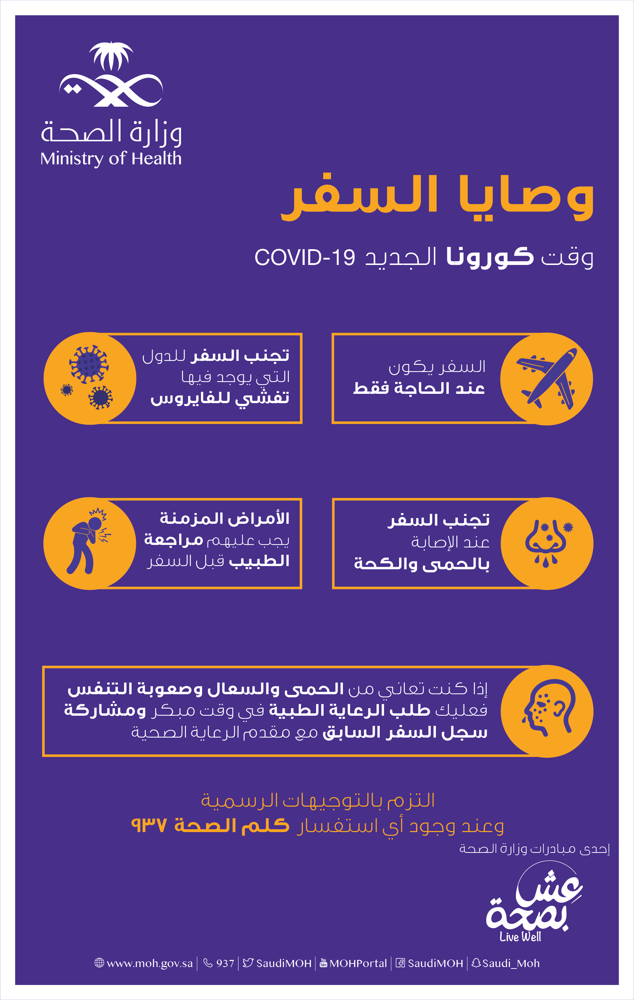 وزارة الصحة
Ministry of Health
وصايا السفر
وقت كورونا الجديد COVID-19
السفر يكون
عند الحاجة فقط
تجنب السفر للدول
التي يوجد فيها
تفشي للفايروس
تجنب السفر
عند الإصابة
بالحمى والكحة
الأمراض المزمنة
يجب عليهم مراجعة
الطبيب قبل السفر
إذا كنت تعاني من الحمى والسعال وصعوبة التنفس
فعليك طلب الرعاية الطبية في وقت مبكر ومشاركة
سجل السفر السابق مع مقدم الرعاية الصحية
التزم بالتوجيهات الرسمية
وعند وجود أي استفسار كلم الصحة ٩٣٧
إحدى مبادرات وزارة الصحة
عِش
بصحة
Live Well
www.moh.gov.sa | 937 | SaudiMOH | You Tube MOHPortal | SaudiMOH | Saudi_Moh